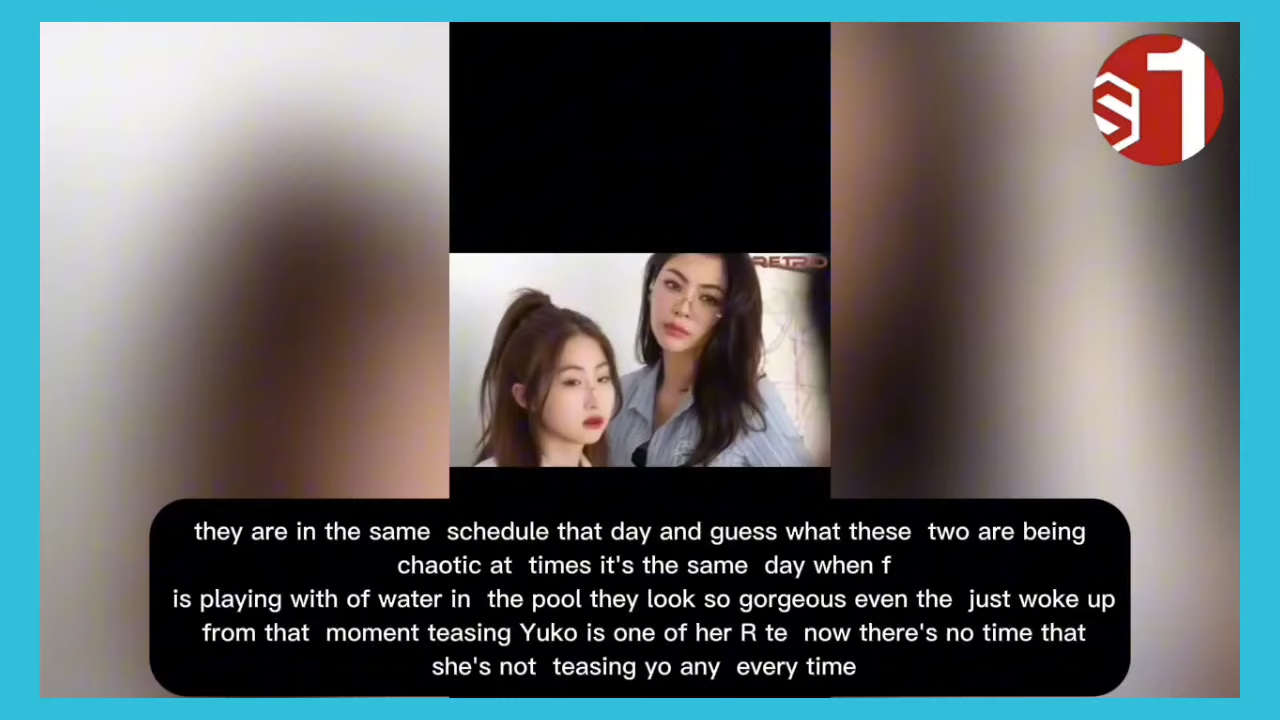 RETRO
they are in the same schedule that day and guess what these two are being
chaotic at times it's the same day when f
is playing with of water in the pool they look so gorgeous even the just woke up
from that moment teasing Yuko is one of her R te now there's no time that
she's not teasing yo any every time